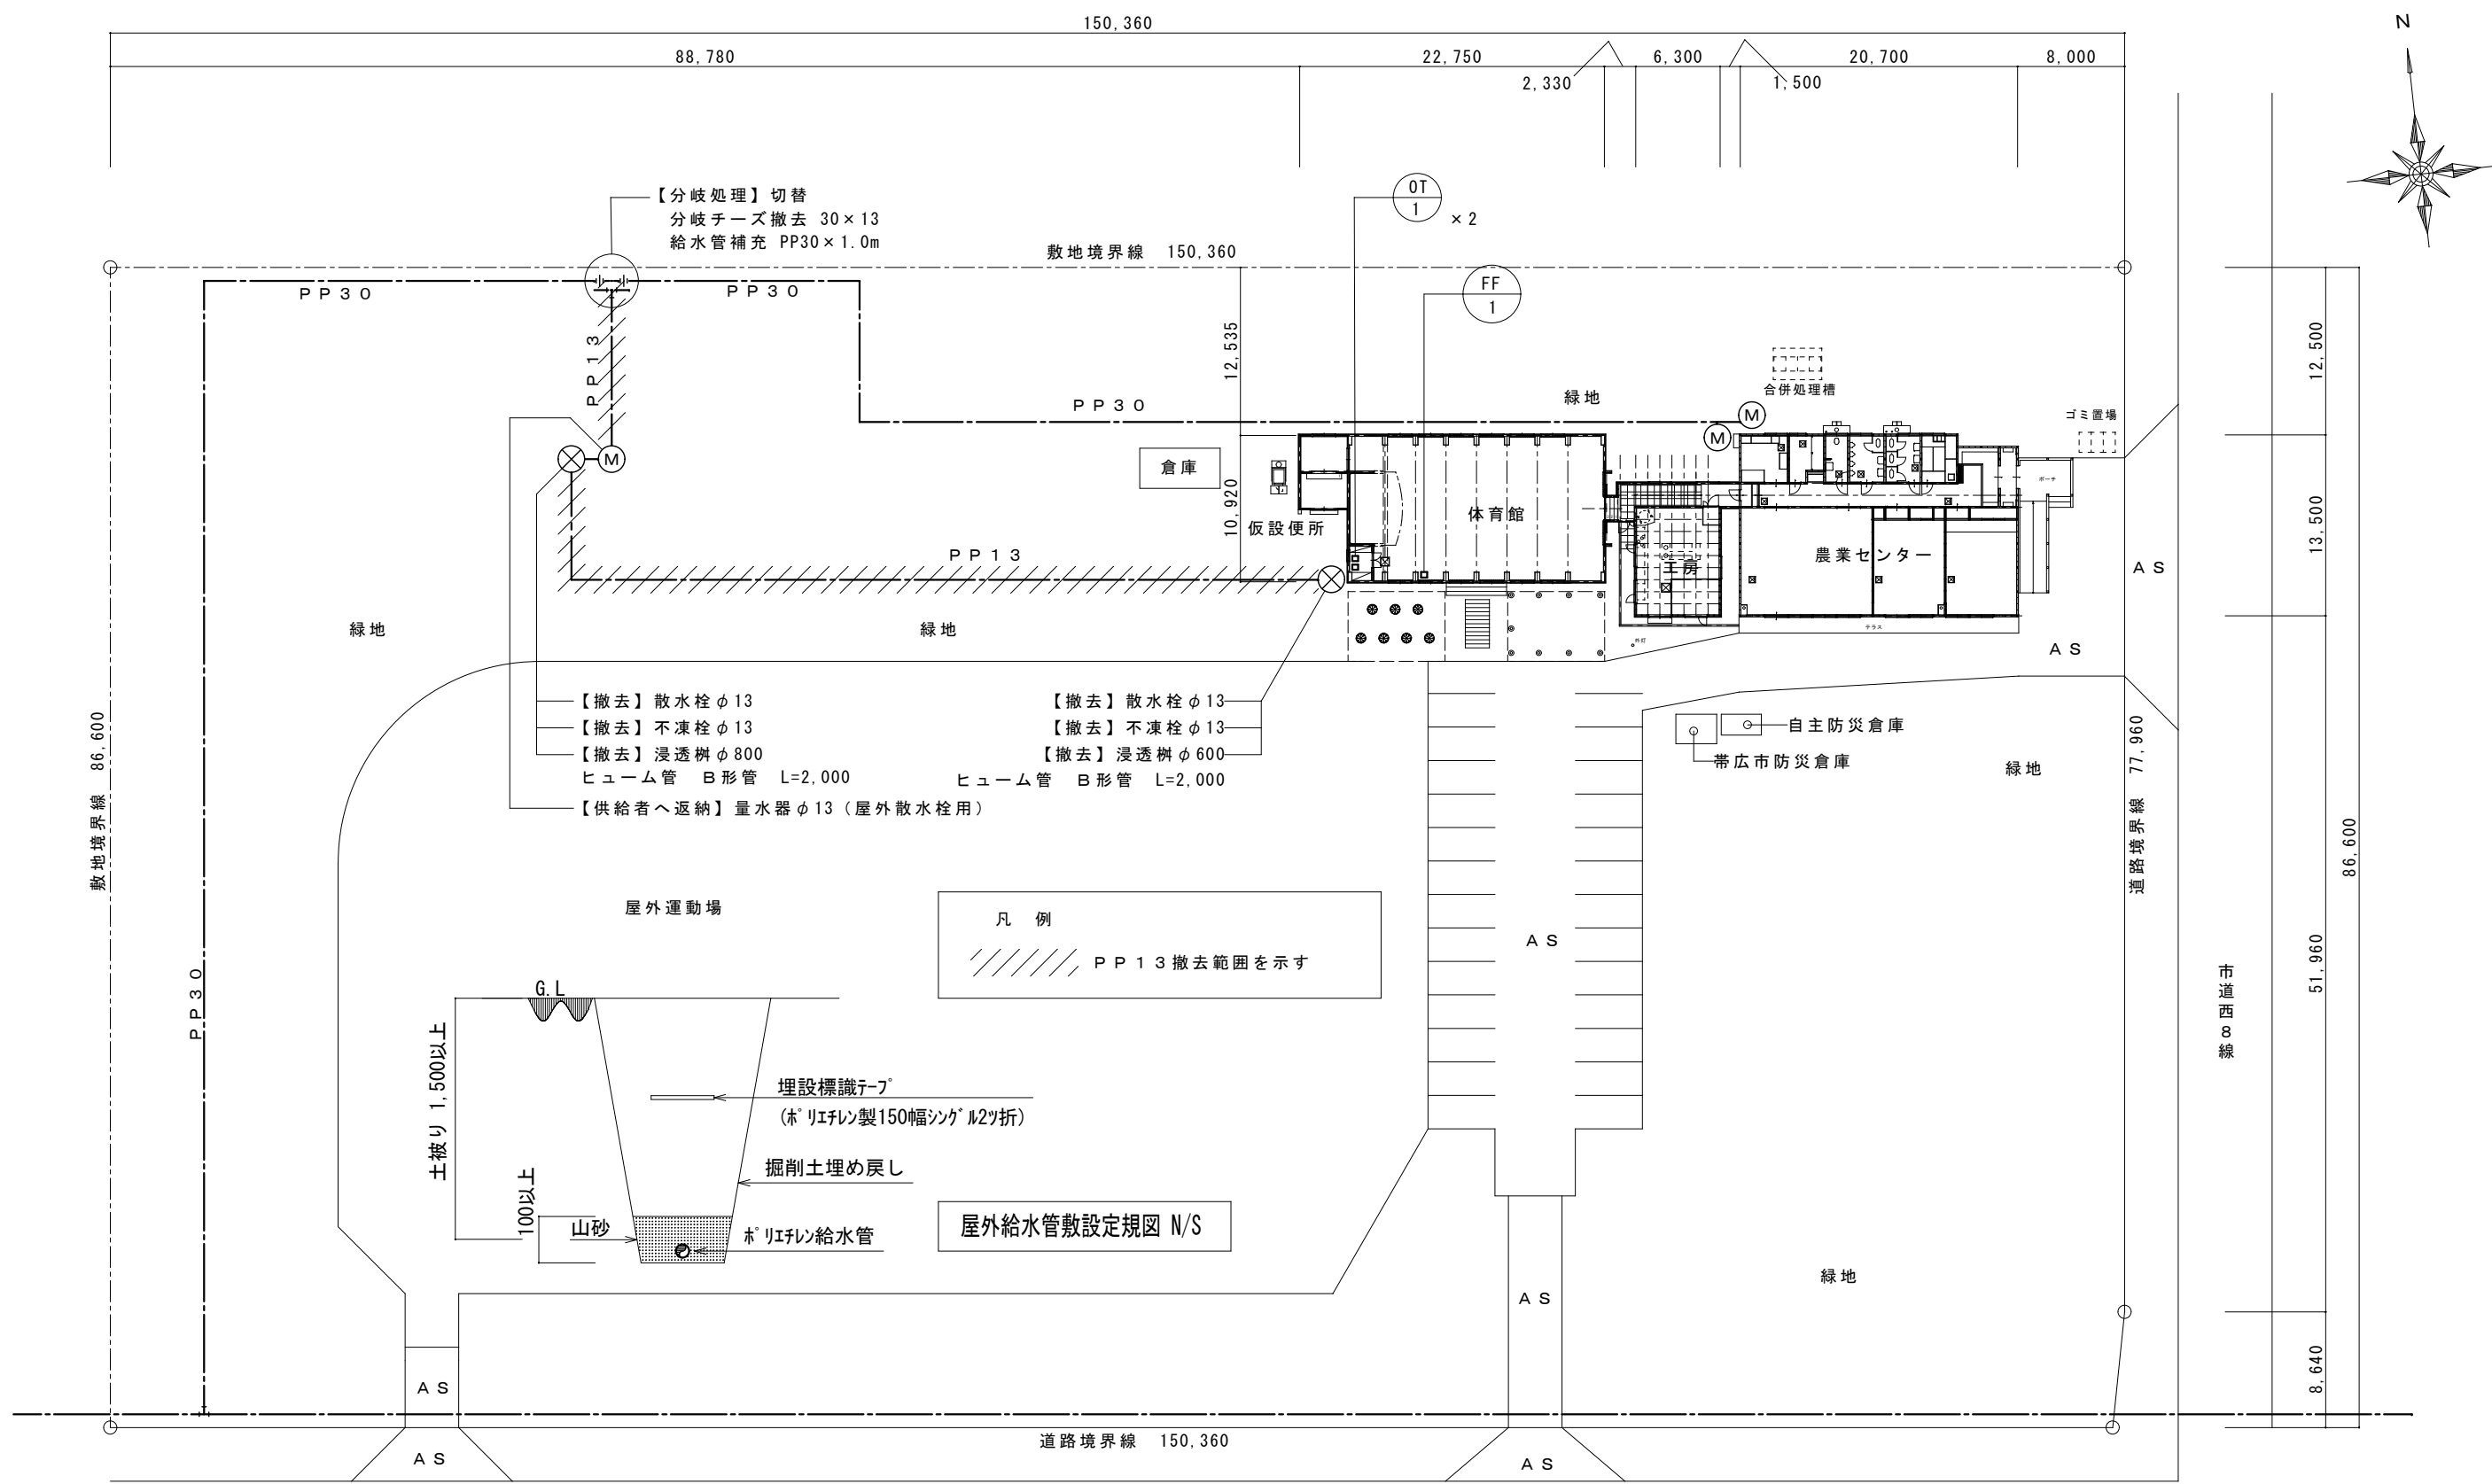 150,360
88,780
22,750
2,330
6,300
1,500
20,700
8,000
N
【分岐処理】切替
分岐チーズ撤去 30×13
給水管補充 PP30×1.0m
OT
1
×2
敷地境界線 150,360
FF
1
PP30
PP30
PP13
12,535
12,500
合併処理槽
緑地
PP30
M
M
ゴミ置場
M
倉庫
10,920
仮設便所
体育館
工房
農業センター
ポーチ
13,500
PP13
AS
緑地
緑地
外灯
テラス
AS
【撤去】散水栓φ13
【撤去】不凍栓φ13
【撤去】浸透桝φ800
ヒューム管 B形管 L=2,000
【供給者へ返納】量水器φ13(屋外散水栓用)
【撤去】散水栓φ13
【撤去】不凍栓φ13
【撤去】浸透桝φ600
ヒューム管 B形管 L=2,000
自主防災倉庫
帯広市防災倉庫
緑地
敷地境界線 86,600
道路境界線 77,960
86,600
屋外運動場
凡 例
PP13撤去範囲を示す
AS
51,960
市道西8線
PP30
G.L
土被り 1,500以上
埋設標識テープ
(ポリエチレン製150幅シングル2ツ折)
掘削土埋め戻し
100以上
山砂
ポリエチレン給水管
屋外給水管敷設定規図 N/S
緑地
AS
8,640
AS
道路境界線 150,360
AS
AS